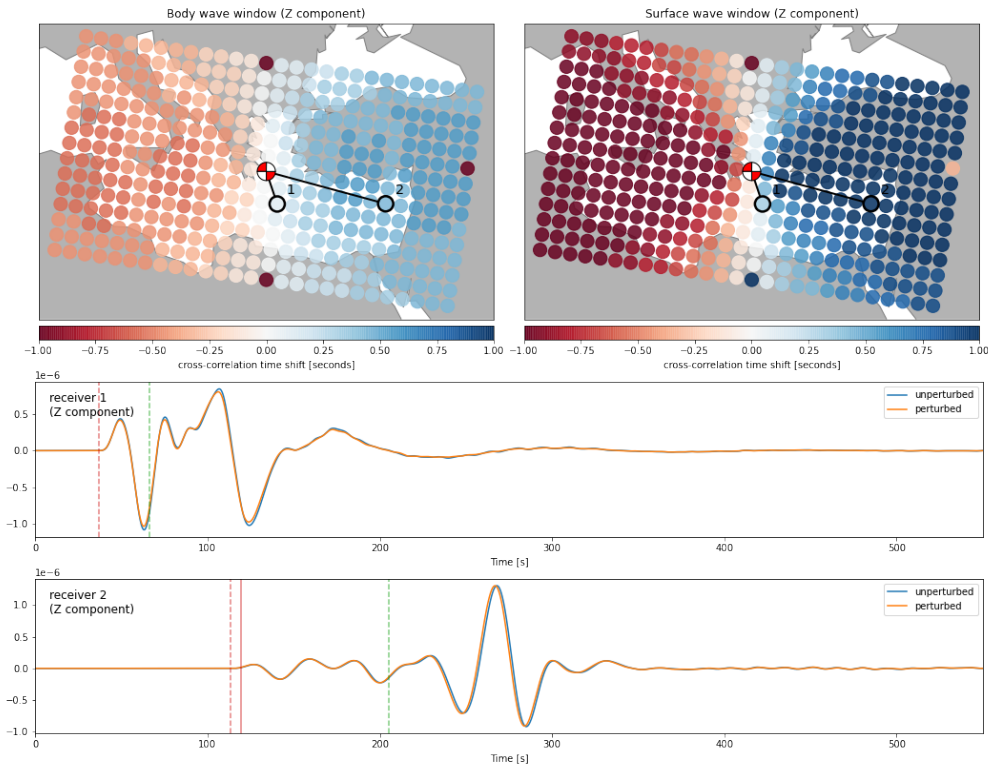 Body wave window (Z component)
Surface wave window (Z component)
1
2
1
2
−1.00 −0.75 −0.50 −0.25 0.00 0.25 0.50 0.75 1.00
cross-correlation time shift [seconds]
−1.00 −0.75 −0.50 −0.25 0.00 0.25 0.50 0.75 1.00
cross-correlation time shift [seconds]
1e−6
receiver 1
(Z component)
unperturbed
perturbed
0.5
0.0
−0.5
−1.0
0 100 200 300 400 500
Time [s]
1e−6
receiver 2
(Z component)
unperturbed
perturbed
1.0
0.5
0.0
−0.5
−1.0
0 100 200 300 400 500
Time [s]